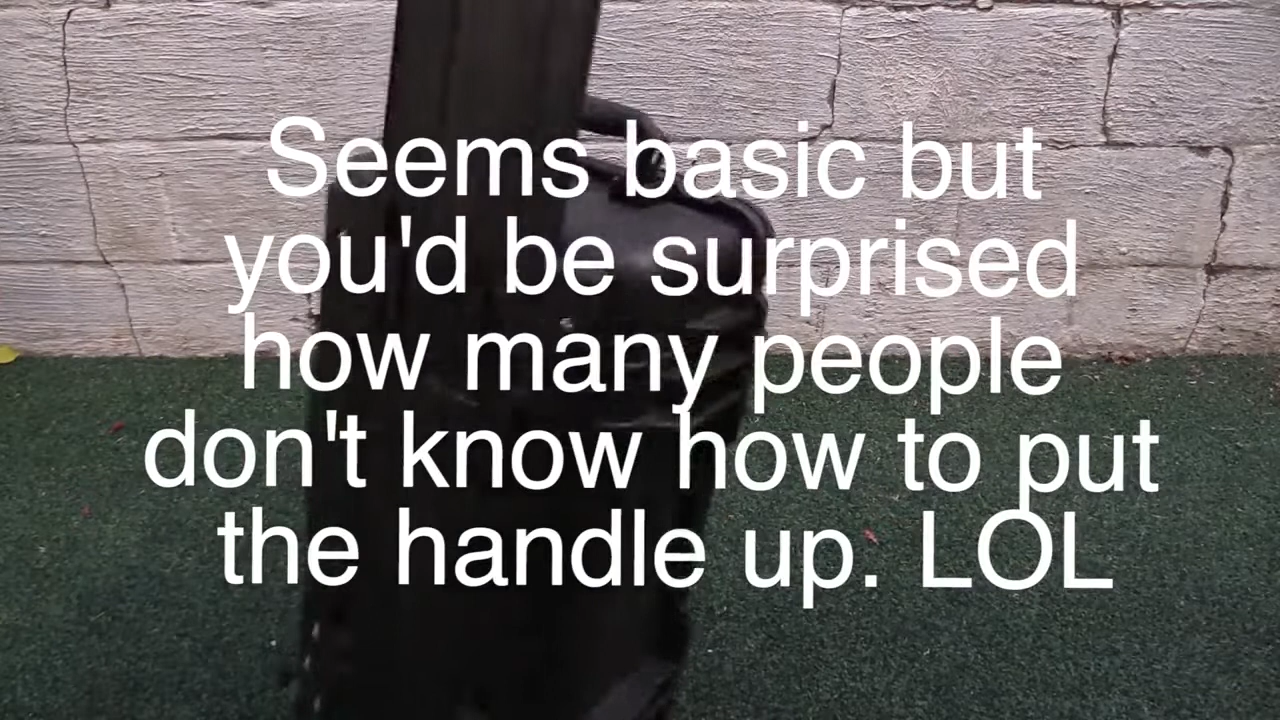 Seems basic but
you'd be surprised
how many people
don't know how to put
the handle up. LOL